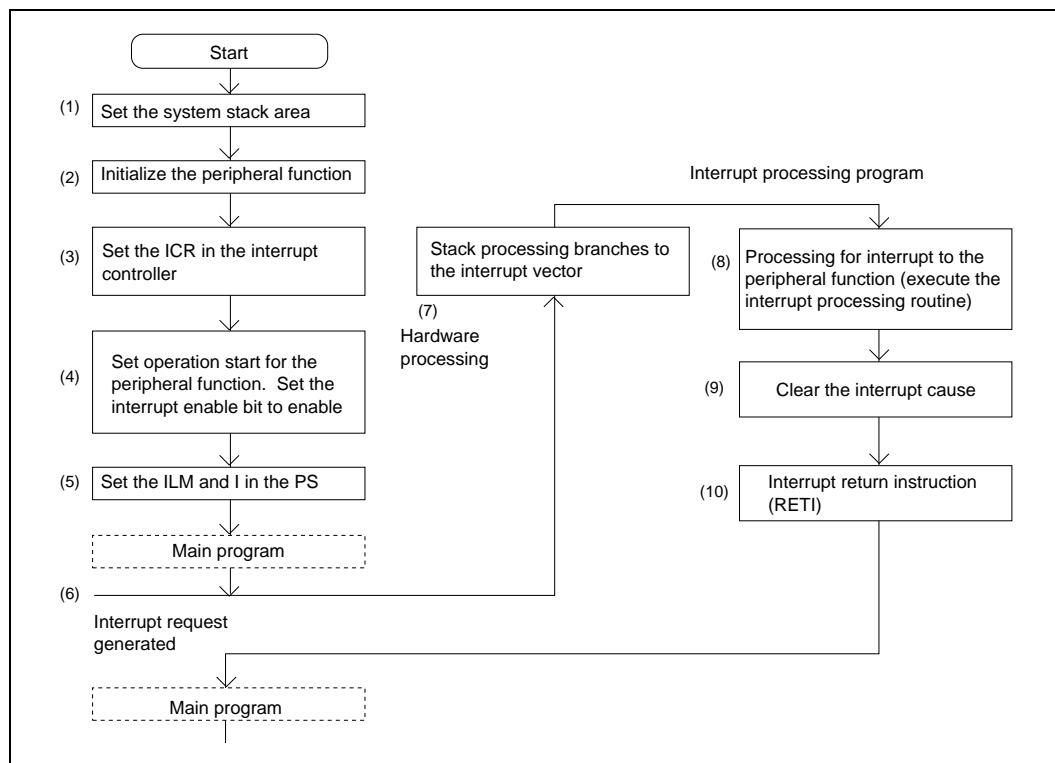 Start
(1)
Set the system stack area
(2)
Initialize the peripheral function
(3)
Set the ICR in the interrupt
controller
(4)
Set operation start for the
peripheral function.  Set the
interrupt enable bit to enable
(5)
Set the ILM and I in the PS
Main program
(6)
Interrupt request
generated
Stack processing branches to
the interrupt vector
(7)
Hardware
processing
Interrupt processing program
(8)
Processing for interrupt to the
peripheral function (execute the
interrupt processing routine)
(9)
Clear the interrupt cause
(10)
Interrupt return instruction
(RETI)
Main program